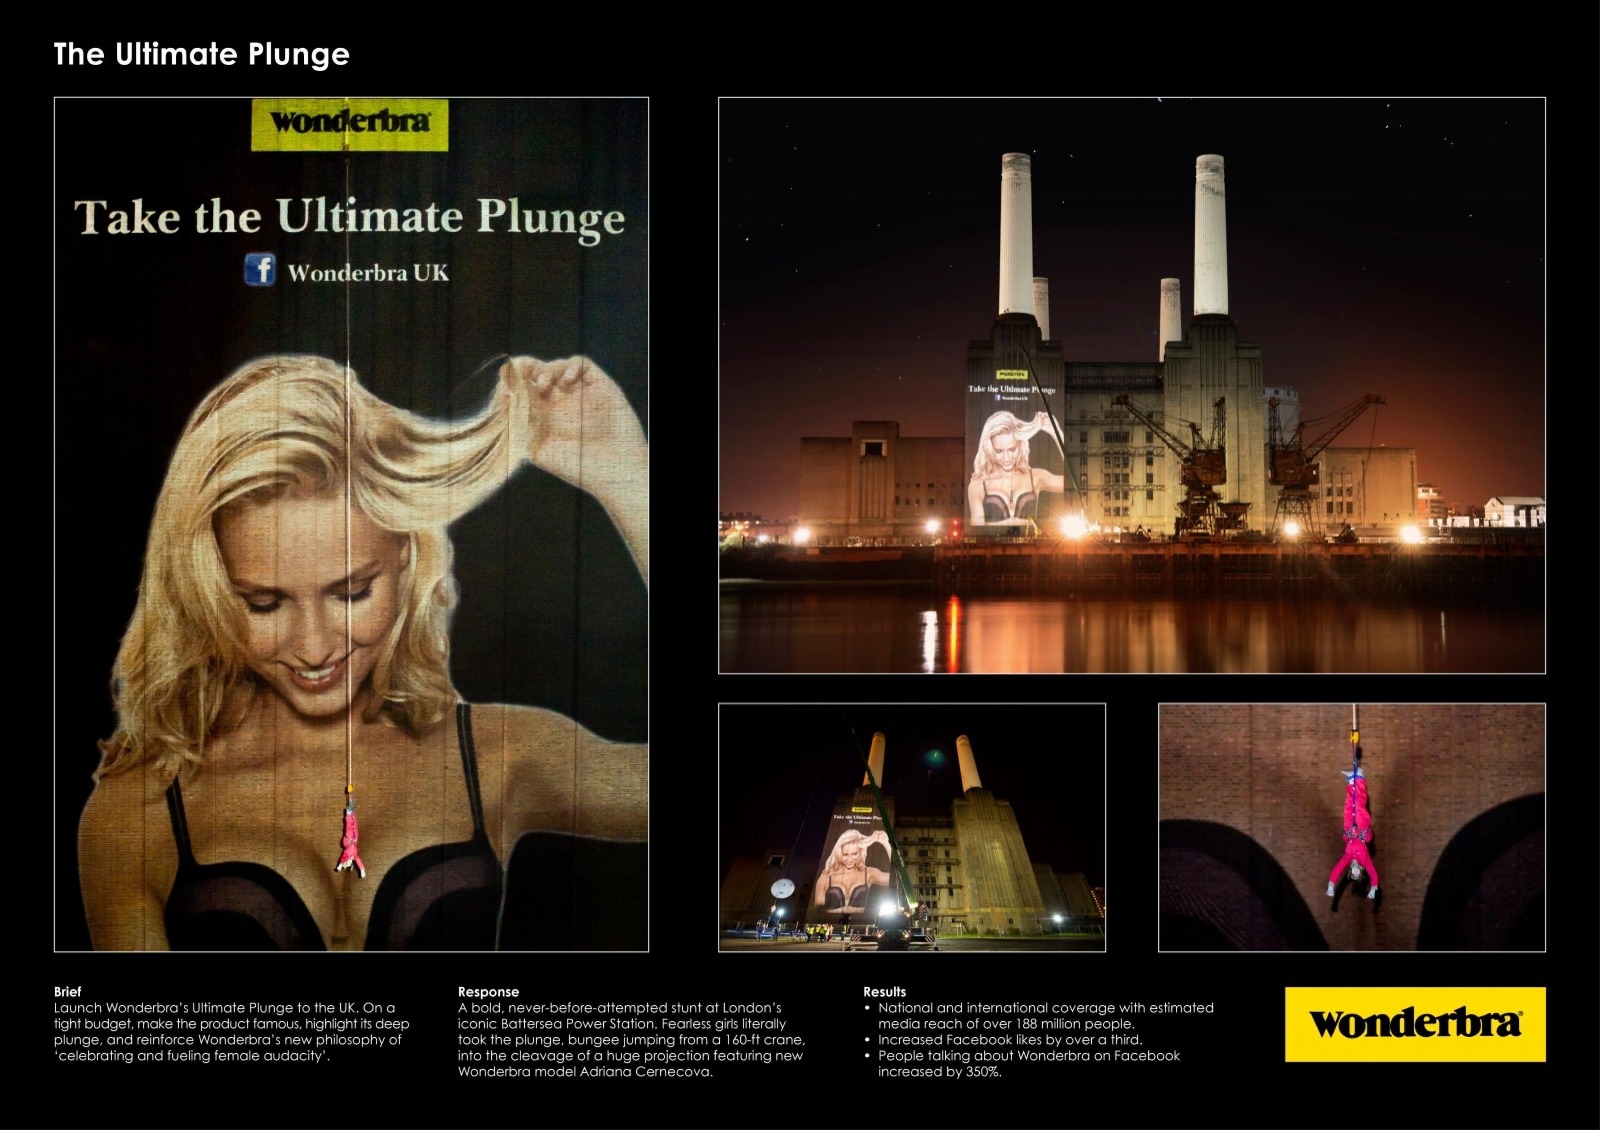 The Ultimate Plunge
Wonderbra
Take the Ultimate Plunge
f Wonderbra UK
Wonderbra
Take the Ultimate Plunge
Wonderbra UK
Take the Ultimate Plu
Brief
Launch Wonderbra's Ultimate Plunge to the UK. On a
tight budget, make the product famous, highlight its deep
plunge, and reinforce Wonderbra's new philosophy of
'celebrating and fueling female audacity'.
Response
A bold, never-before-attempted stunt at London's
iconic Battersea Power Station. Fearless girls literally
took the plunge, bungee jumping from a 160-ft crane,
into the cleavage of a huge projection featuring new
Wonderbra model Adriana Cernecova.
Results
• National and international coverage with estimated
media reach of over 188 million people.
• Increased Facebook likes by over a third.
• People talking about Wonderbra on Facebook
increased by 350%.
Wonderbra®